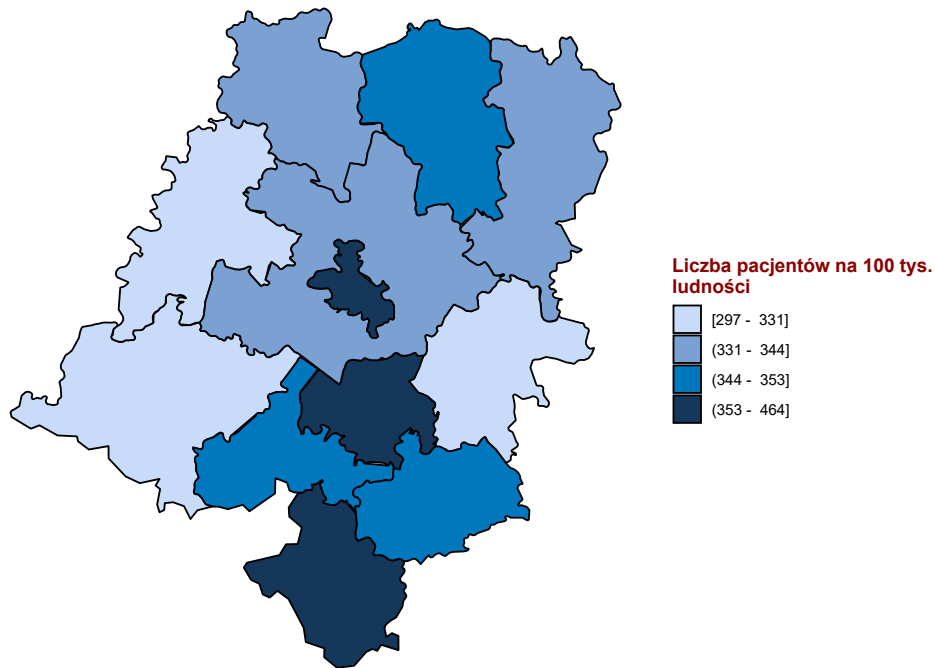 Liczba pacjentów na 100 tys.
ludności
[297 - 331]
(331 - 344]
(344 - 353]
(353 - 464]